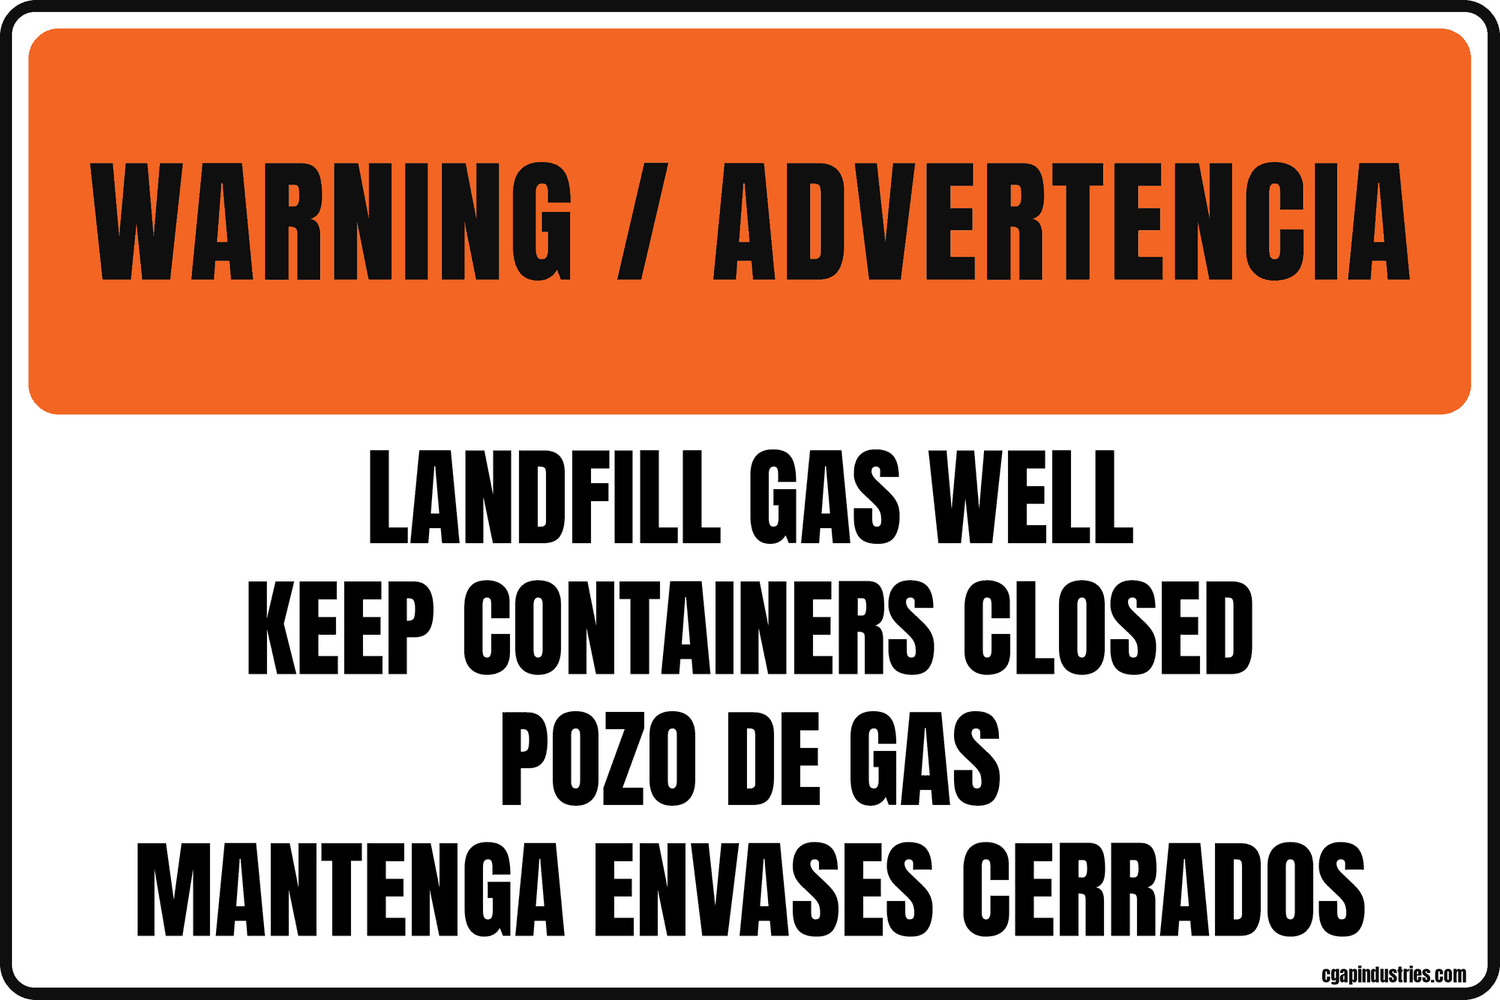 WARNING / ADVERTENCIA
LANDFILL GAS WELL
KEEP CONTAINERS CLOSED
POZO DE GAS
MANTENGA ENVASES CERRADOS
cgapindustries.com